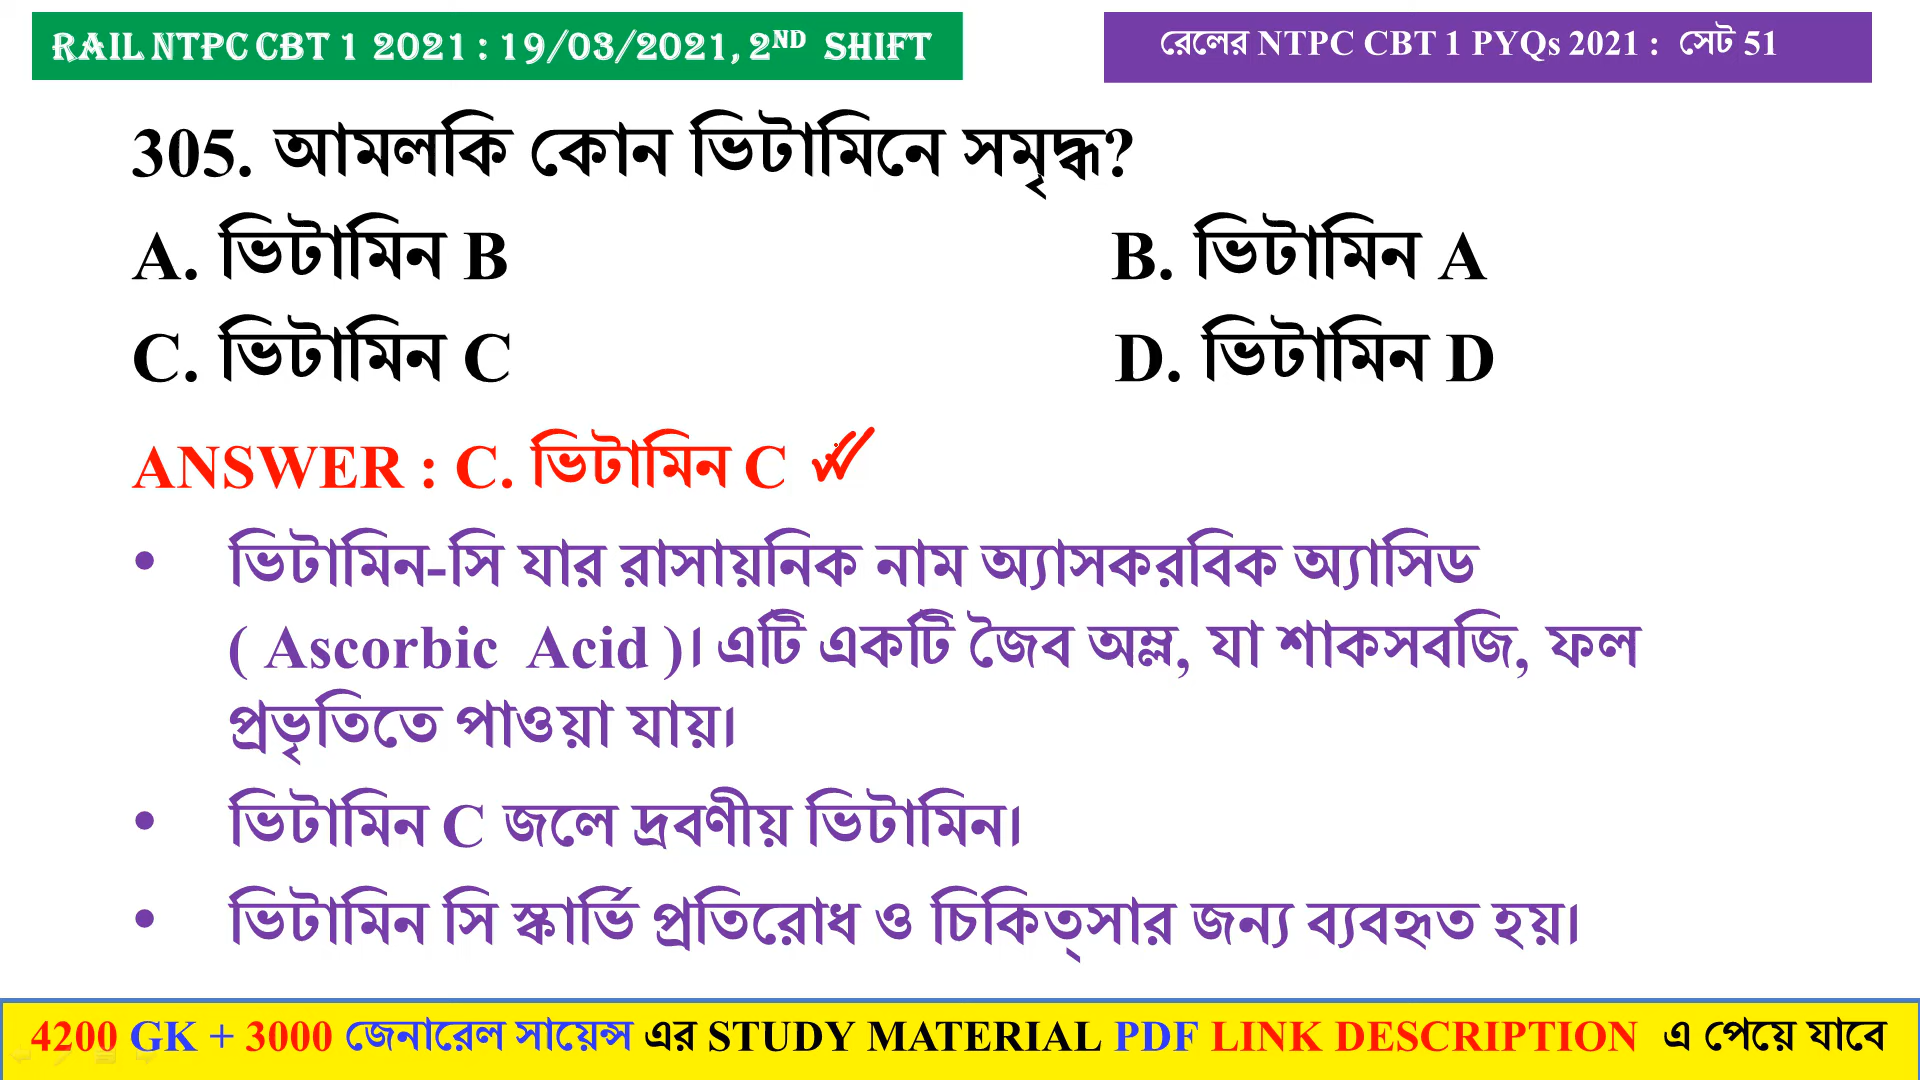 RAIL NTPC CBT 1 2021 : 19/03/2021, 2ND SHIFT
রেলের NTPC CBT 1 PYQs 2021 : সেট 51
305. আমলকি কোন ভিটামিনে সমৃদ্ধ?
A. ভিটামিন B B. ভিটামিন A
C. ভিটামিন C D. ভিটামিন D
ANSWER : C. ভিটামিন C
• ভিটামিন-সি যার রাসায়নিক নাম অ্যাসকরবিক অ্যাসিড
( Ascorbic Acid )। এটি একটি জৈব অম্ল, যা শাকসবজি, ফল
প্রভৃতিতে পাওয়া যায়।
• ভিটামিন C জলে দ্রবণীয় ভিটামিন।
• ভিটামিন সি স্কার্ভি প্রতিরোধ ও চিকিত্সার জন্য ব্যবহৃত হয়।
4200 GK + 3000 জেনারেল সায়েন্স এর STUDY MATERIAL PDF LINK DESCRIPTION এ পেয়ে যাবে